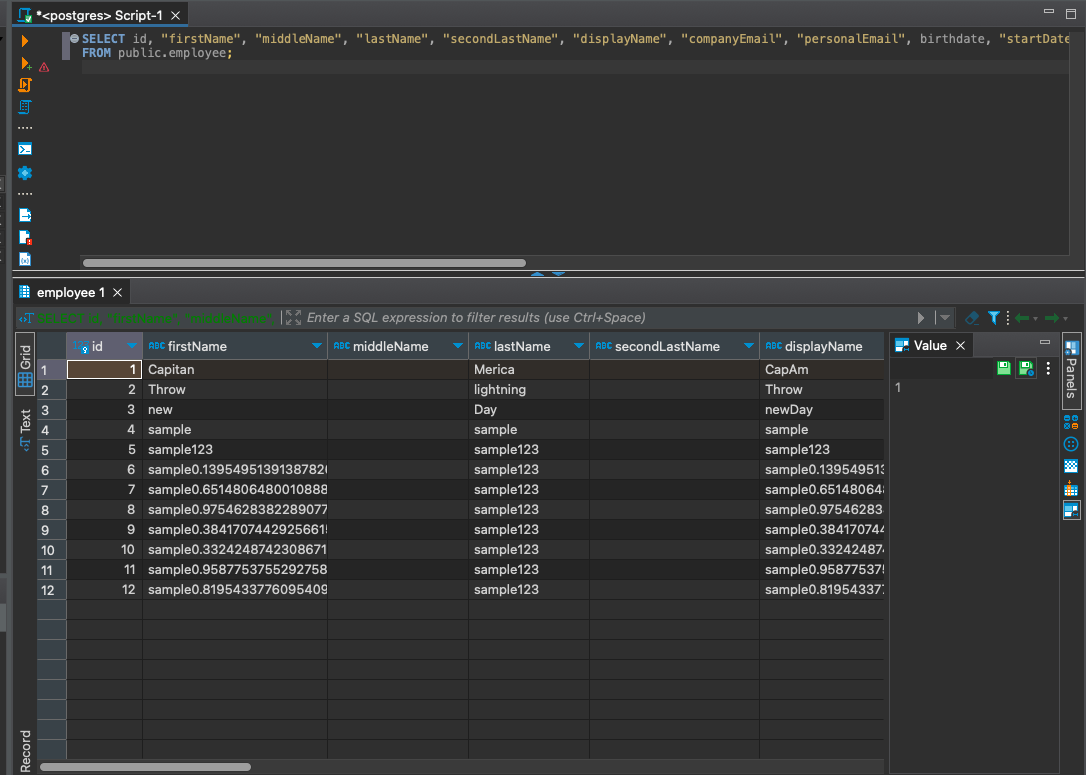 *<postgres> Script-1
SELECT id, "firstName", "middleName", "lastName", "secondLastName", "displayName", "companyEmail", "personalEmail", birthdate, "startDate
FROM public.employee;
employee 1
SELECT id, "firstName", "middleName",
Enter a SQL expression to filter results (use Ctrl+Space)
Grid
Text
Record
id firstName middleName lastName secondLastName displayName
1 1 Capitan Merica CapAm
2 2 Throw lightning Throw
3 3 new Day newDay
4 4 sample sample sample
5 5 sample123 sample123 sample123
6 6 sample0.1395495139138782 sample123 sample0.139549513
7 7 sample0.6514806480010888 sample123 sample0.65148064
8 8 sample0.9754628382289077 sample123 sample0.97546283
9 9 sample0.384170744292566 sample123 sample0.384170744
10 10 sample0.3324248742308671 sample123 sample0.33242487
11 11 sample0.9587753755292758 sample123 sample0.95877537
12 12 sample0.8195433776095409 sample123 sample0.81954337
Value
1
Panels